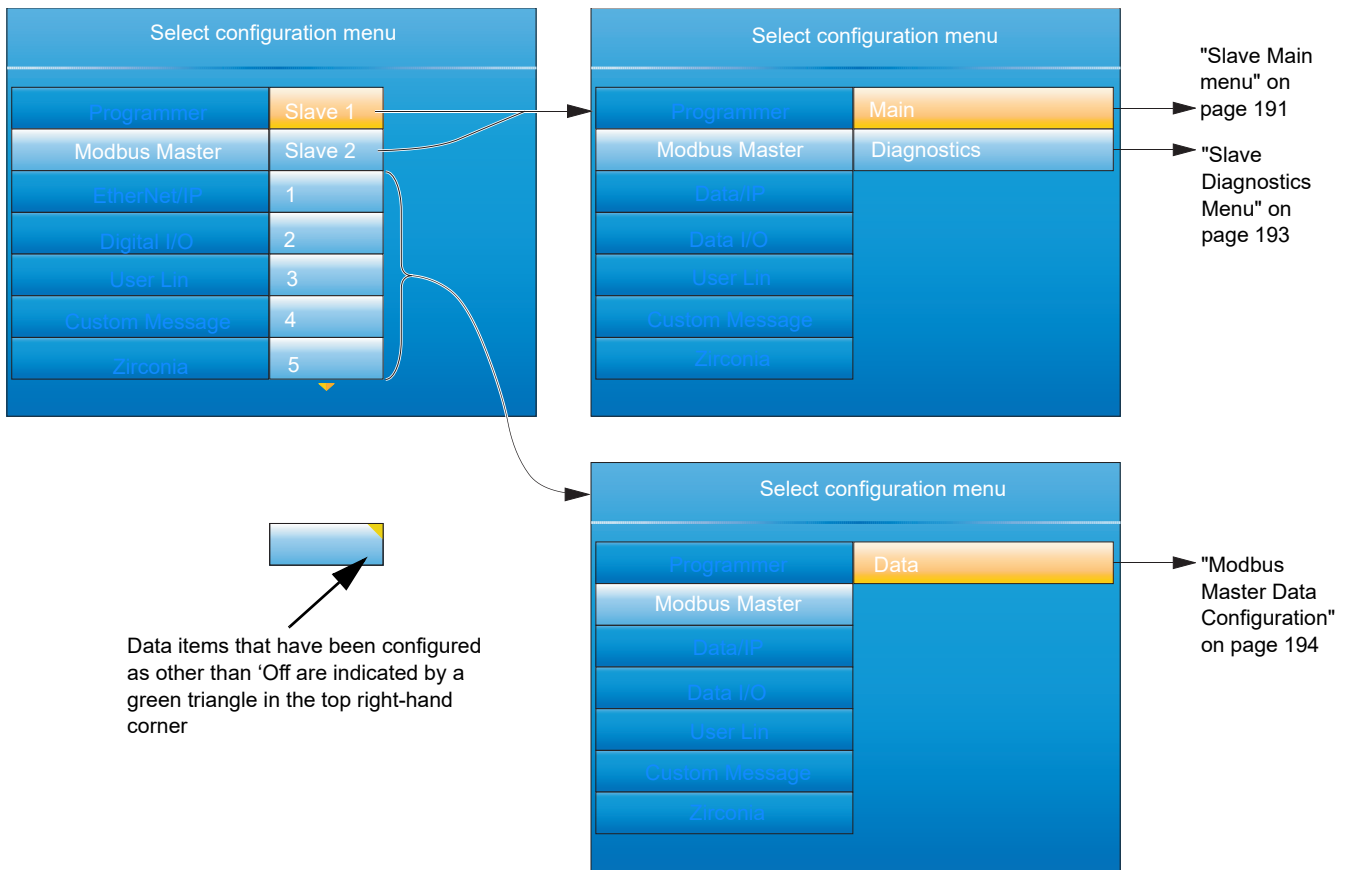 Select configuration menu
Programmer
Slave 1
Modbus Master
Slave 2
EtherNet/IP
1
Digital I/O
2
User Lin
3
Custom Message
4
Zirconia
5
Select configuration menu
Programmer
Main
Modbus Master
Diagnostics
Data/IP
Data I/O
User Lin
Custom Message
Zirconia
"Slave Main
menu" on
page 191
"Slave
Diagnostics
Menu" on
page 193
Data items that have been configured
as other than ‘Off are indicated by a
green triangle in the top right-hand
corner
Select configuration menu
Programmer
Data
Modbus Master
Data/IP
Data I/O
User Lin
Custom Message
Zirconia
"Modbus
Master Data
Configuration"
on page 194